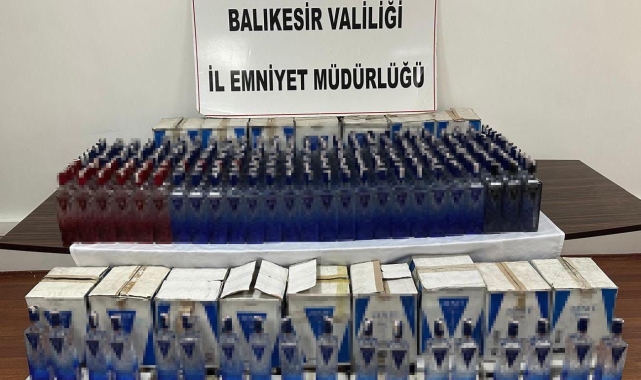 BALIKESİR VALİLİĞİ
İL EMNİYET MÜDÜRLÜĞÜ